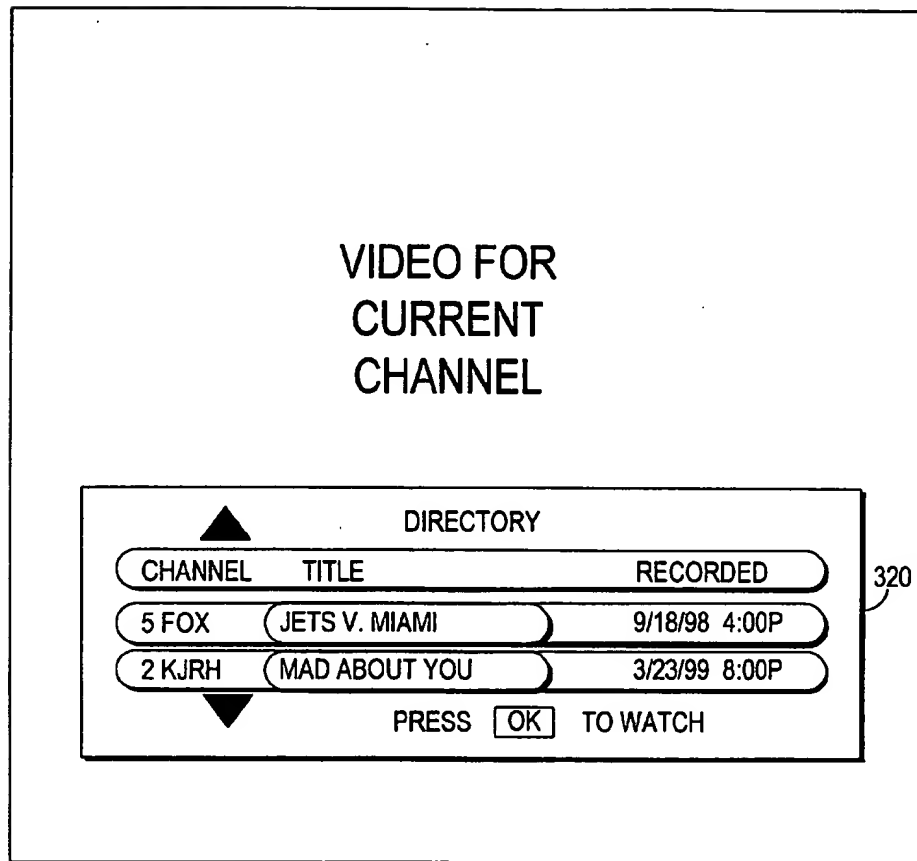 VIDEO FOR
CURRENT
CHANNEL
DIRECTORY
CHANNEL TITLE RECORDED
320
5 FOX JETS V. MIAMI 9/18/98 4:00P
2 KJRH MAD ABOUT YOU 3/23/99 8:00P
PRESS OK TO WATCH